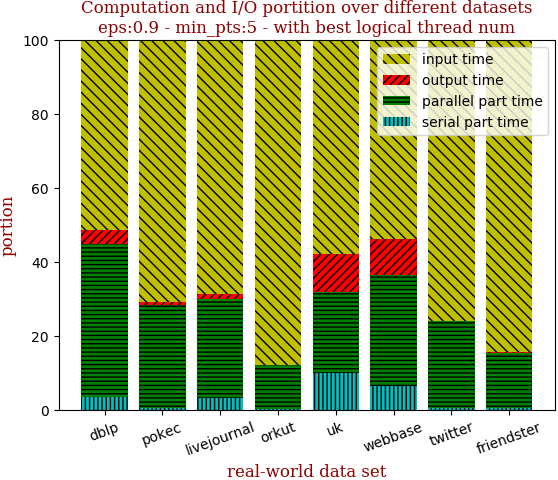 Computation and I/O portition over different datasets
eps:0.9 - min_pts:5 - with best logical thread num
100
80
60
40
20
0
portion
input time
output time
parallel part time
serial part time
dblp
pokec
livejournal
orkut
uk
webbase
twitter
friendster
real-world data set